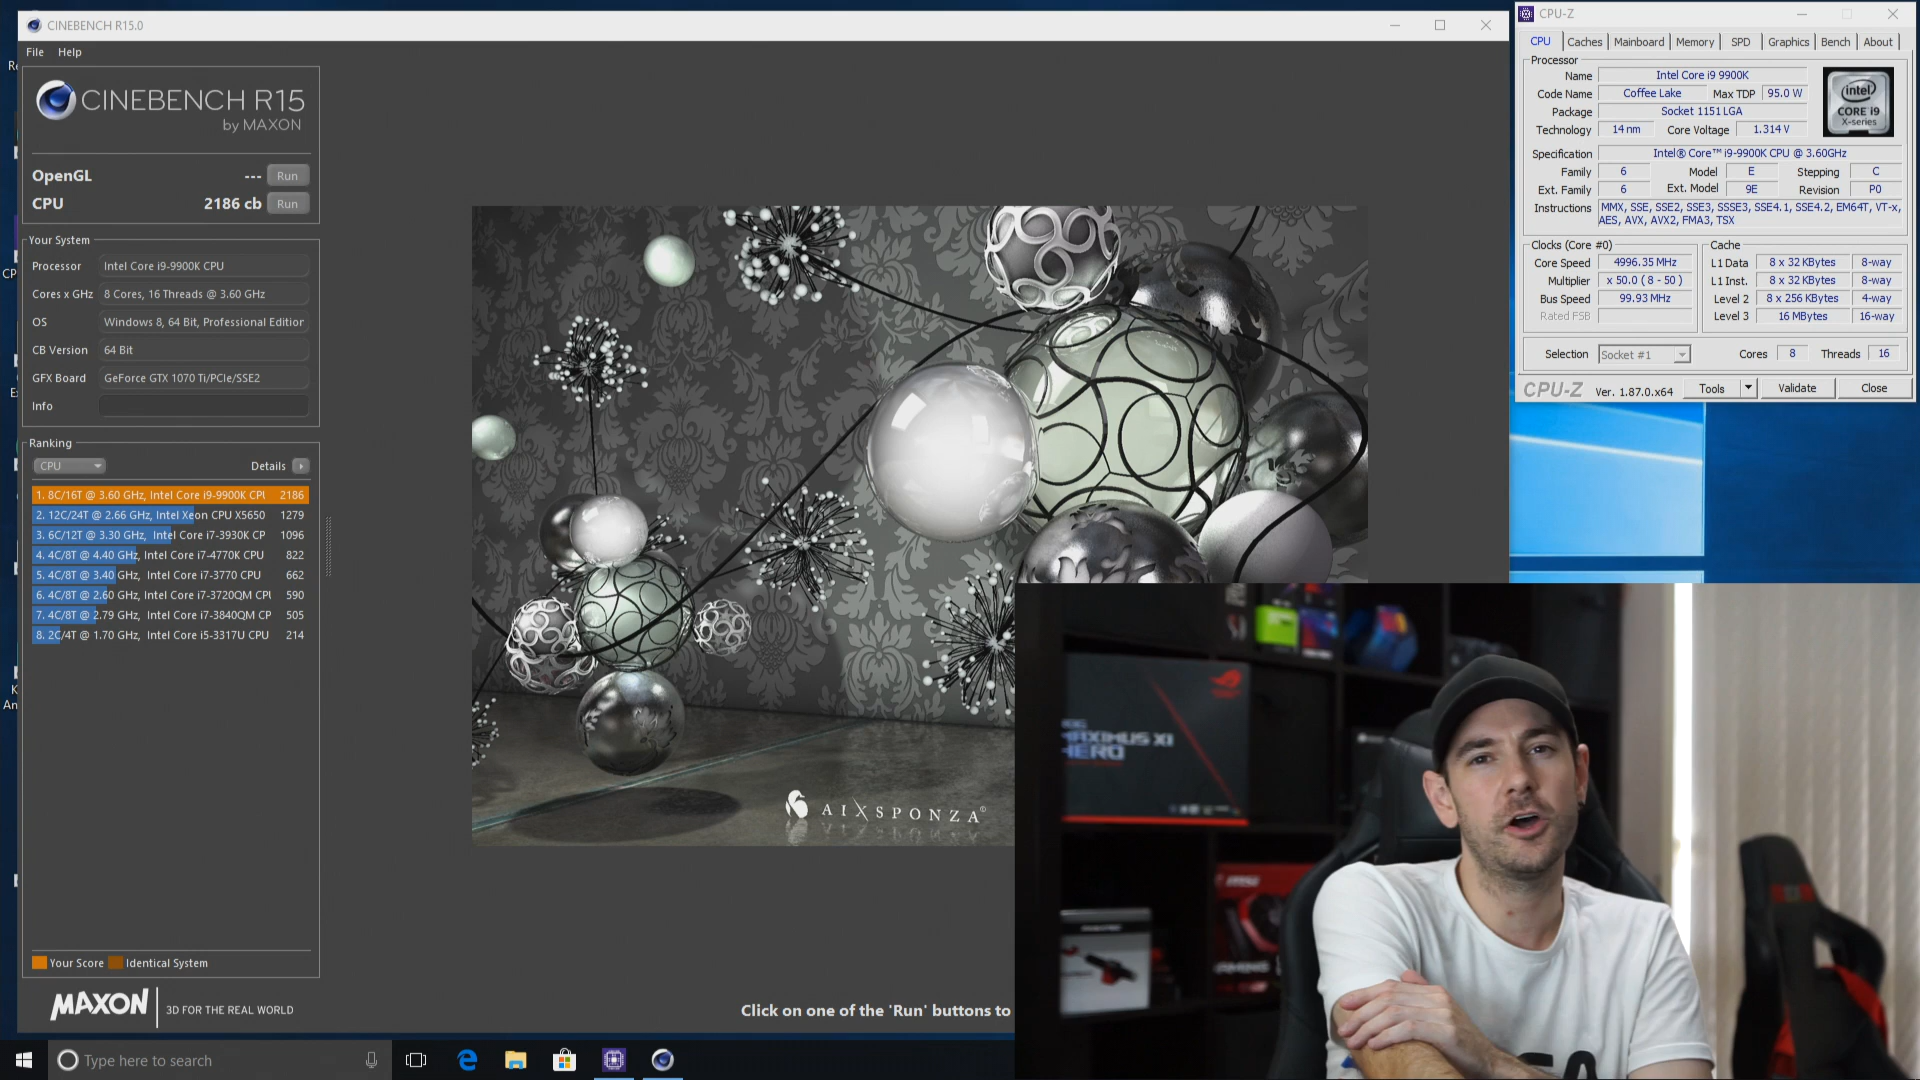 CINEBENCH R15.0
File Help
CINEBENCH R15
by MAXON
OpenGL --- Run
CPU 2186 cb Run
Your System
Processor Intel Core i9-9900K CPU
Cores x GHz 8 Cores, 16 Threads @ 3.60 GHz
OS Windows 8, 64 Bit, Professional Edition
CB Version 64 Bit
GFX Board GeForce GTX 1070 Ti/PCIe/SSE2
Info
Ranking
CPU Details
1. 8C/16T @ 3.60 GHz, Intel Core i9-9900K CPU 2186
2. 12C/24T @ 2.66 GHz, Intel Xeon CPU X5650 1279
3. 6C/12T @ 3.30 GHz, Intel Core i7-3930K CP 1096
4. 4C/8T @ 4.40 GHz, Intel Core i7-4770K CPU 822
5. 4C/8T @ 3.40 GHz, Intel Core i7-3770 CPU 662
6. 4C/8T @ 2.60 GHz, Intel Core i7-3720QM CPU 590
7. 4C/8T @ 2.79 GHz, Intel Core i7-3840QM CP 505
8. 2C/4T @ 1.70 GHz, Intel Core i5-3317U CPU 214
Your Score Identical System
MAXON 3D FOR THE REAL WORLD
AIXSPONZA®
Click on one of the 'Run' buttons to
Type here to search
CPU-Z
CPU Caches Mainboard Memory SPD Graphics Bench About
Processor
Name Intel Core i9 9900K
Code Name Coffee Lake Max TDP 95.0 W
Package Socket 1151 LGA
Technology 14 nm Core Voltage 1.314 V
intel
CORE i9
X-series
Specification Intel® Core™ i9-9900K CPU @ 3.60GHz
Family 6 Model E Stepping C
Ext. Family 6 Ext. Model 9E Revision P0
Instructions MMX, SSE, SSE2, SSE3, SSSE3, SSE4.1, SSE4.2, EM64T, VT-x,
AES, AVX, AVX2, FMA3, TSX
Clocks (Core #0) Cache
Core Speed 4996.35 MHz L1 Data 8 x 32 KBytes 8-way
Multiplier x 50.0 ( 8 - 50 ) L1 Inst. 8 x 32 KBytes 8-way
Bus Speed 99.93 MHz Level 2 8 x 256 KBytes 4-way
Rated FSB Level 3 16 MBytes 16-way
Selection Socket #1 Cores 8 Threads 16
CPU-Z Ver. 1.87.0.x64 Tools Validate Close
MAXIMUS XI
HERO